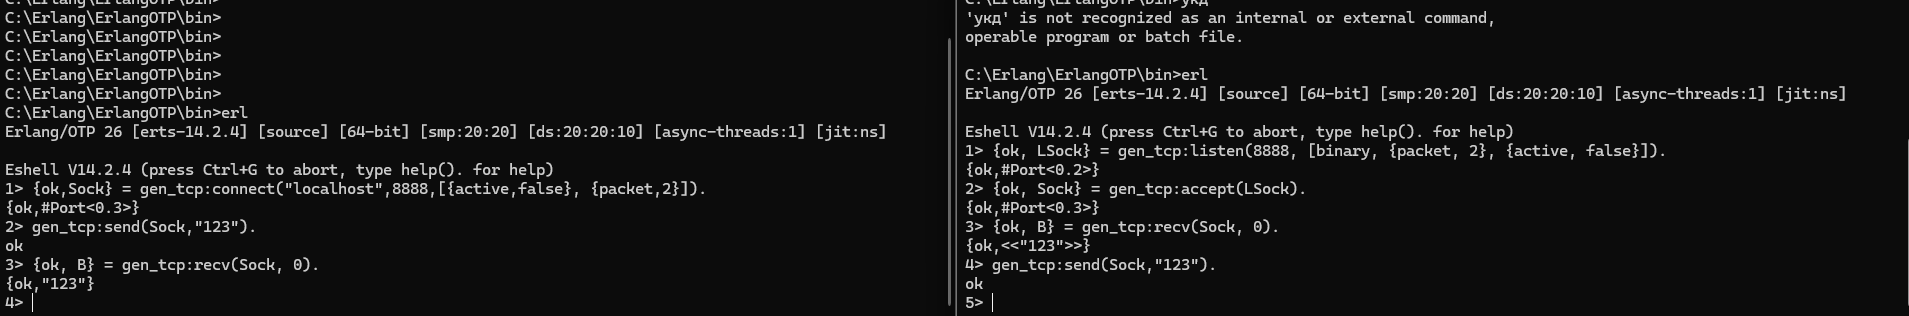 C:\Erlang\ErlangOTP\bin>
C:\Erlang\ErlangOTP\bin>
C:\Erlang\ErlangOTP\bin>
C:\Erlang\ErlangOTP\bin>
C:\Erlang\ErlangOTP\bin>
C:\Erlang\ErlangOTP\bin>
C:\Erlang\ErlangOTP\bin>erl
Erlang/OTP 26 [erts-14.2.4] [source] [64-bit] [smp:20:20] [ds:20:20:10] [async-threads:1] [jit:ns]
Eshell V14.2.4 (press Ctrl+G to abort, type help(). for help)
1> {ok,Sock} = gen_tcp:connect("localhost",8888,[{active,false}, {packet,2}]).
{ok,#Port<0.3>}
2> gen_tcp:send(Sock,"123").
ok
3> {ok, B} = gen_tcp:recv(Sock, 0).
{ok,"123"}
4>
C:\Erlang\ErlangOTP\bin>укд
'укд' is not recognized as an internal or external command,
operable program or batch file.
C:\Erlang\ErlangOTP\bin>erl
Erlang/OTP 26 [erts-14.2.4] [source] [64-bit] [smp:20:20] [ds:20:20:10] [async-threads:1] [jit:ns]
Eshell V14.2.4 (press Ctrl+G to abort, type help(). for help)
1> {ok, LSock} = gen_tcp:listen(8888, [binary, {packet, 2}, {active, false}]).
{ok,#Port<0.2>}
2> {ok, Sock} = gen_tcp:accept(LSock).
{ok,#Port<0.3>}
3> {ok, B} = gen_tcp:recv(Sock, 0).
{ok,<<"123">>}
4> gen_tcp:send(Sock,"123").
ok
5>